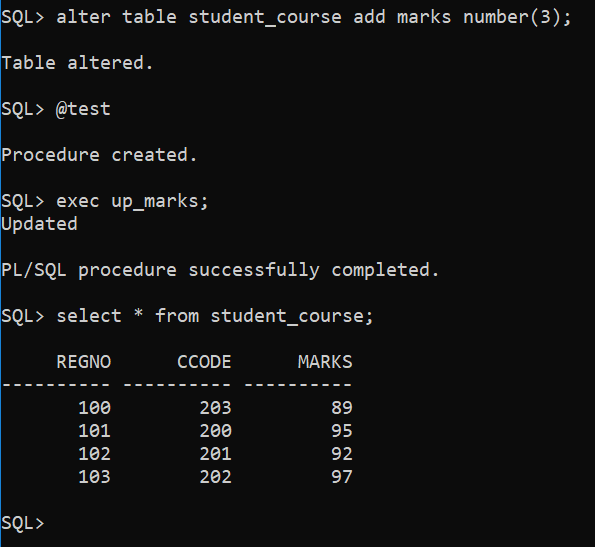 SQL> alter table student_course add marks number(3);
Table altered.
SQL> @test
Procedure created.
SQL> exec up_marks;
Updated
PL/SQL procedure successfully completed.
SQL> select * from student_course;
     REGNO      CCODE      MARKS
---------- ---------- ----------
       100        203         89
       101        200         95
       102        201         92
       103        202         97
SQL>